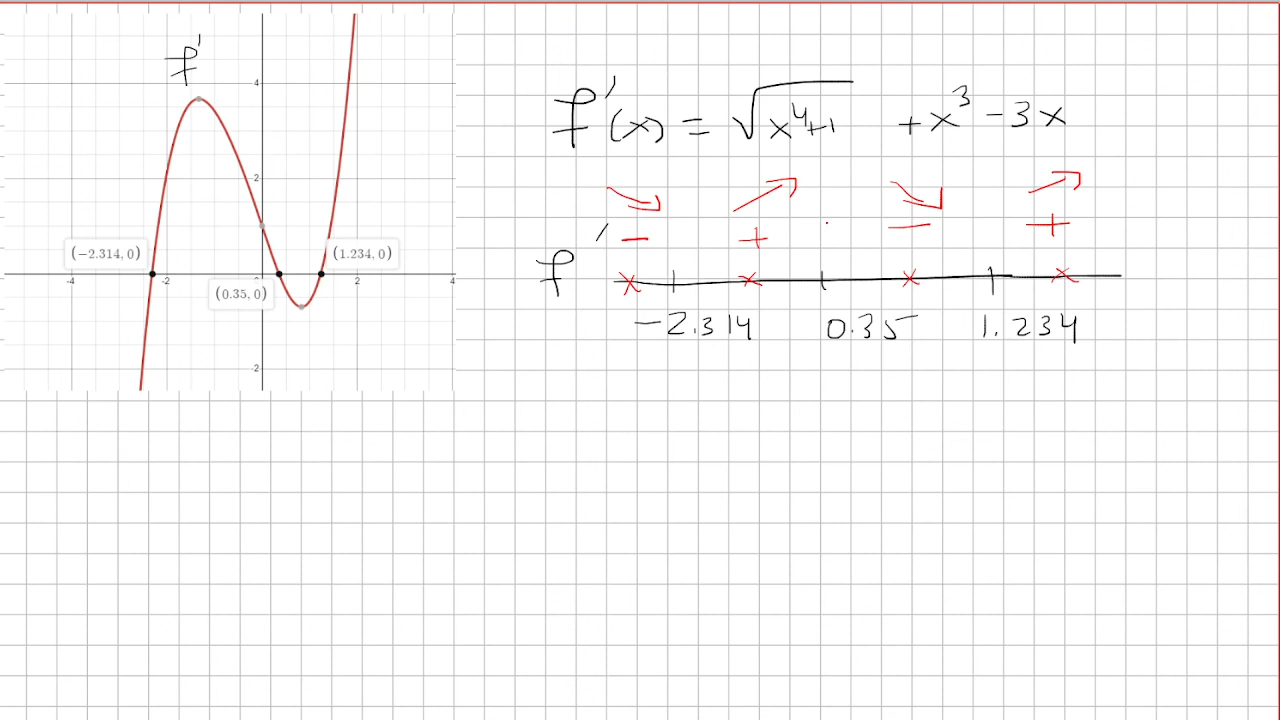 f'
4
2
(−2.314, 0)
(1.234, 0)
-4
-2
2
4
(0.35, 0)
2
f'(x) = √(x⁴+1) + x³ − 3x
− + − +
f'
−2.314 0.35 1.234